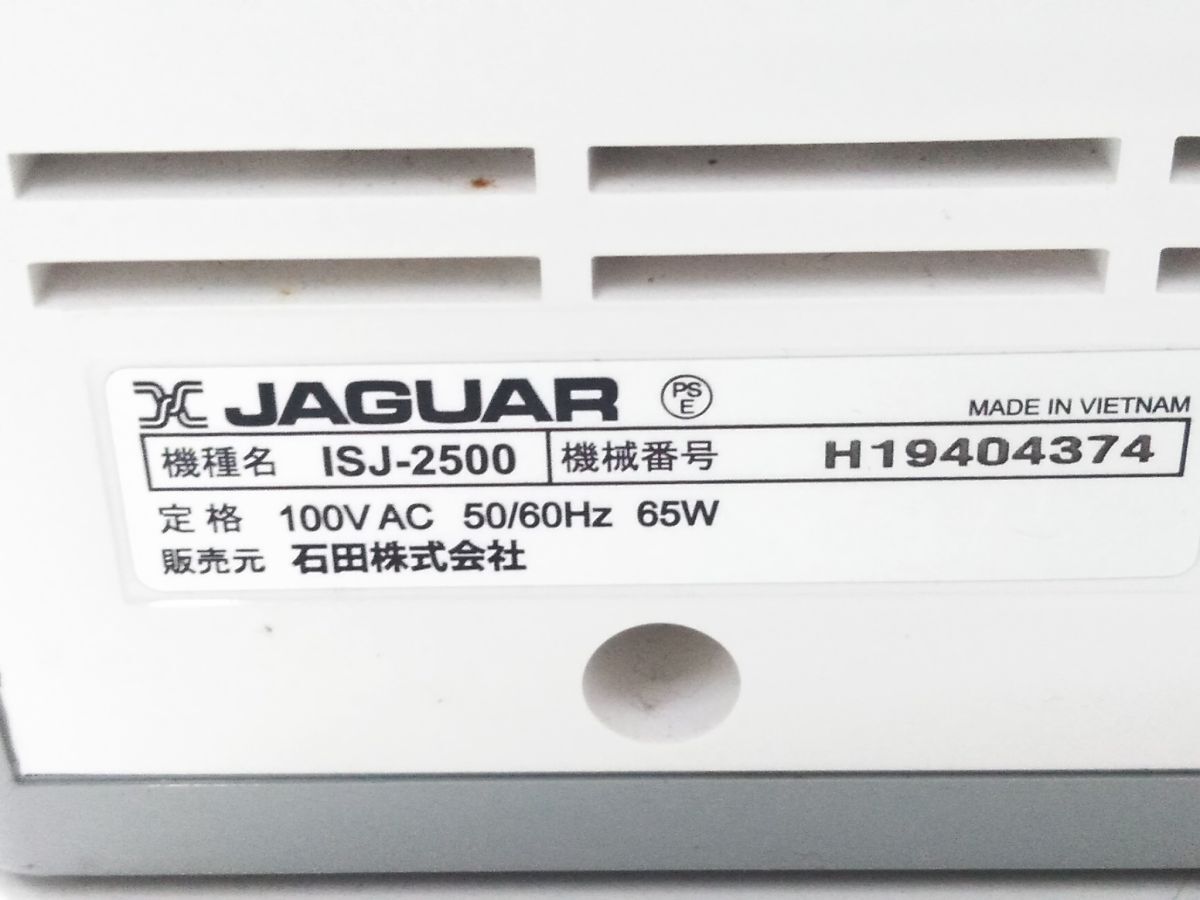 JAGUAR PSE MADE IN VIETNAM
機種名 ISJ-2500 機械番号 H19404374
定格 100V AC 50/60Hz 65W
販売元 石田株式会社